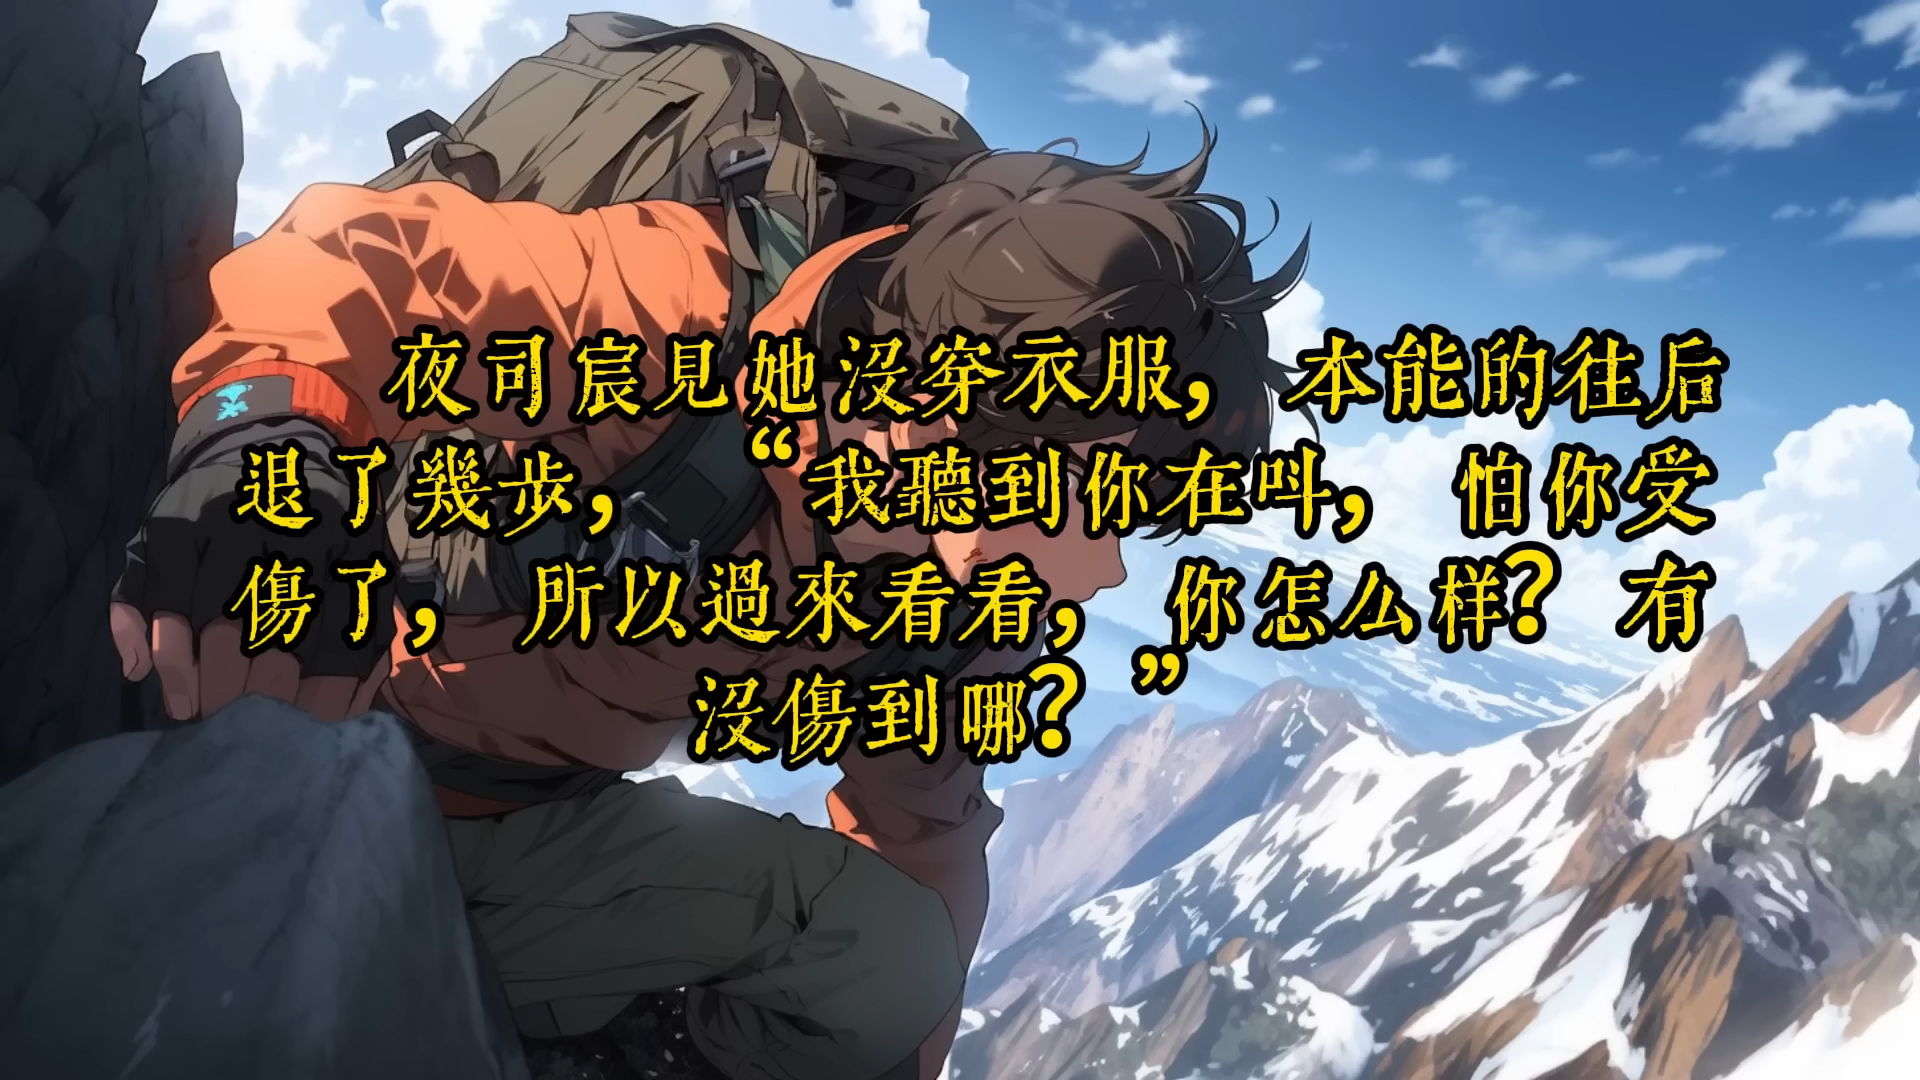 夜司宸見她沒穿衣服，本能的往后
退了幾步，“我聽到你在呌，怕你受
傷了，所以過來看看，你怎么样？有
沒傷到哪？”